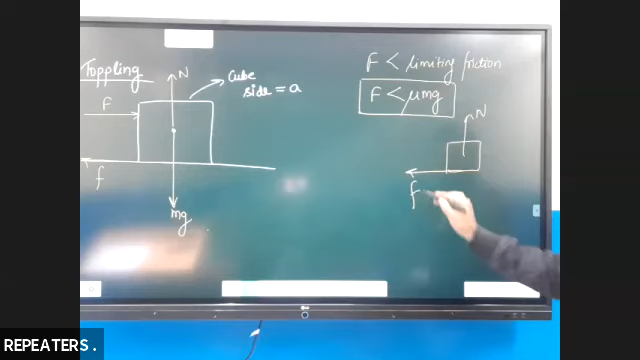 Toppling
N
Cube
side = a
F
f
mg
F < limiting friction
F < μmg
N
f
REPEATERS .